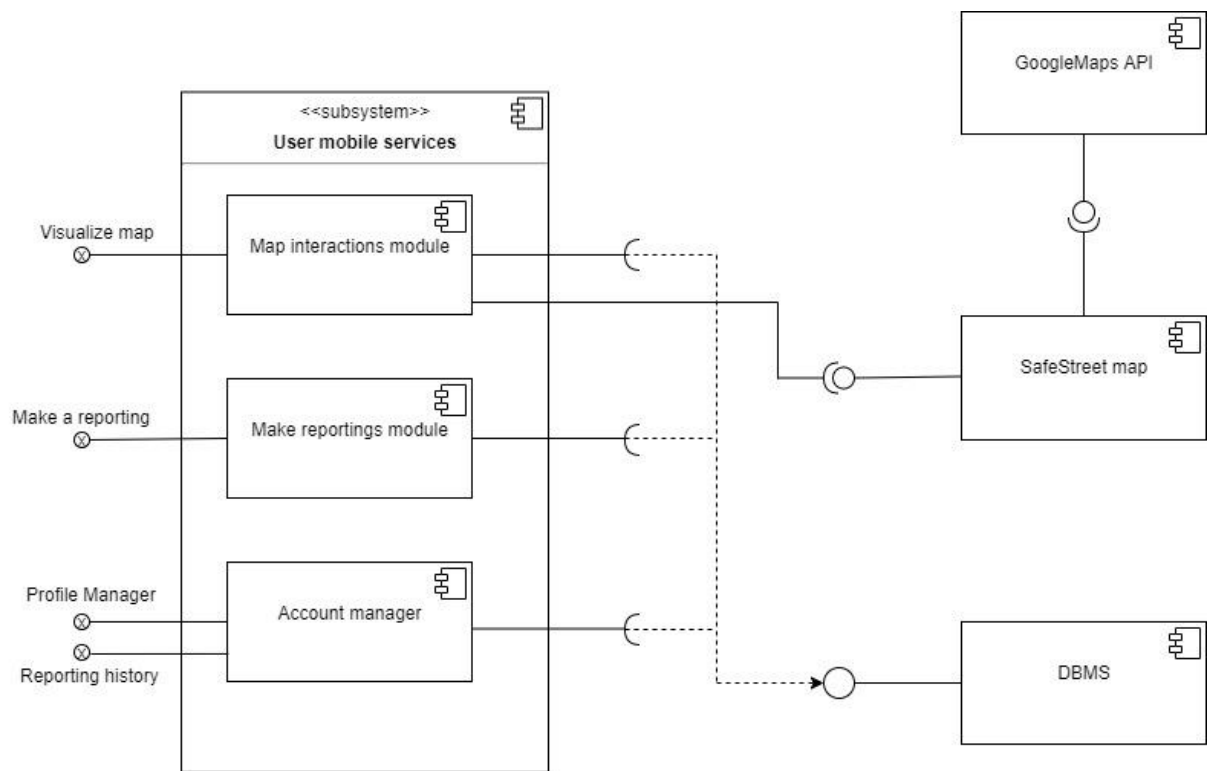 GoogleMaps API
<<subsystem>>
User mobile services
Visualize map
Map interactions module
SafeStreet map
Make a reporting
Make reportings module
Profile Manager
Account manager
Reporting history
DBMS